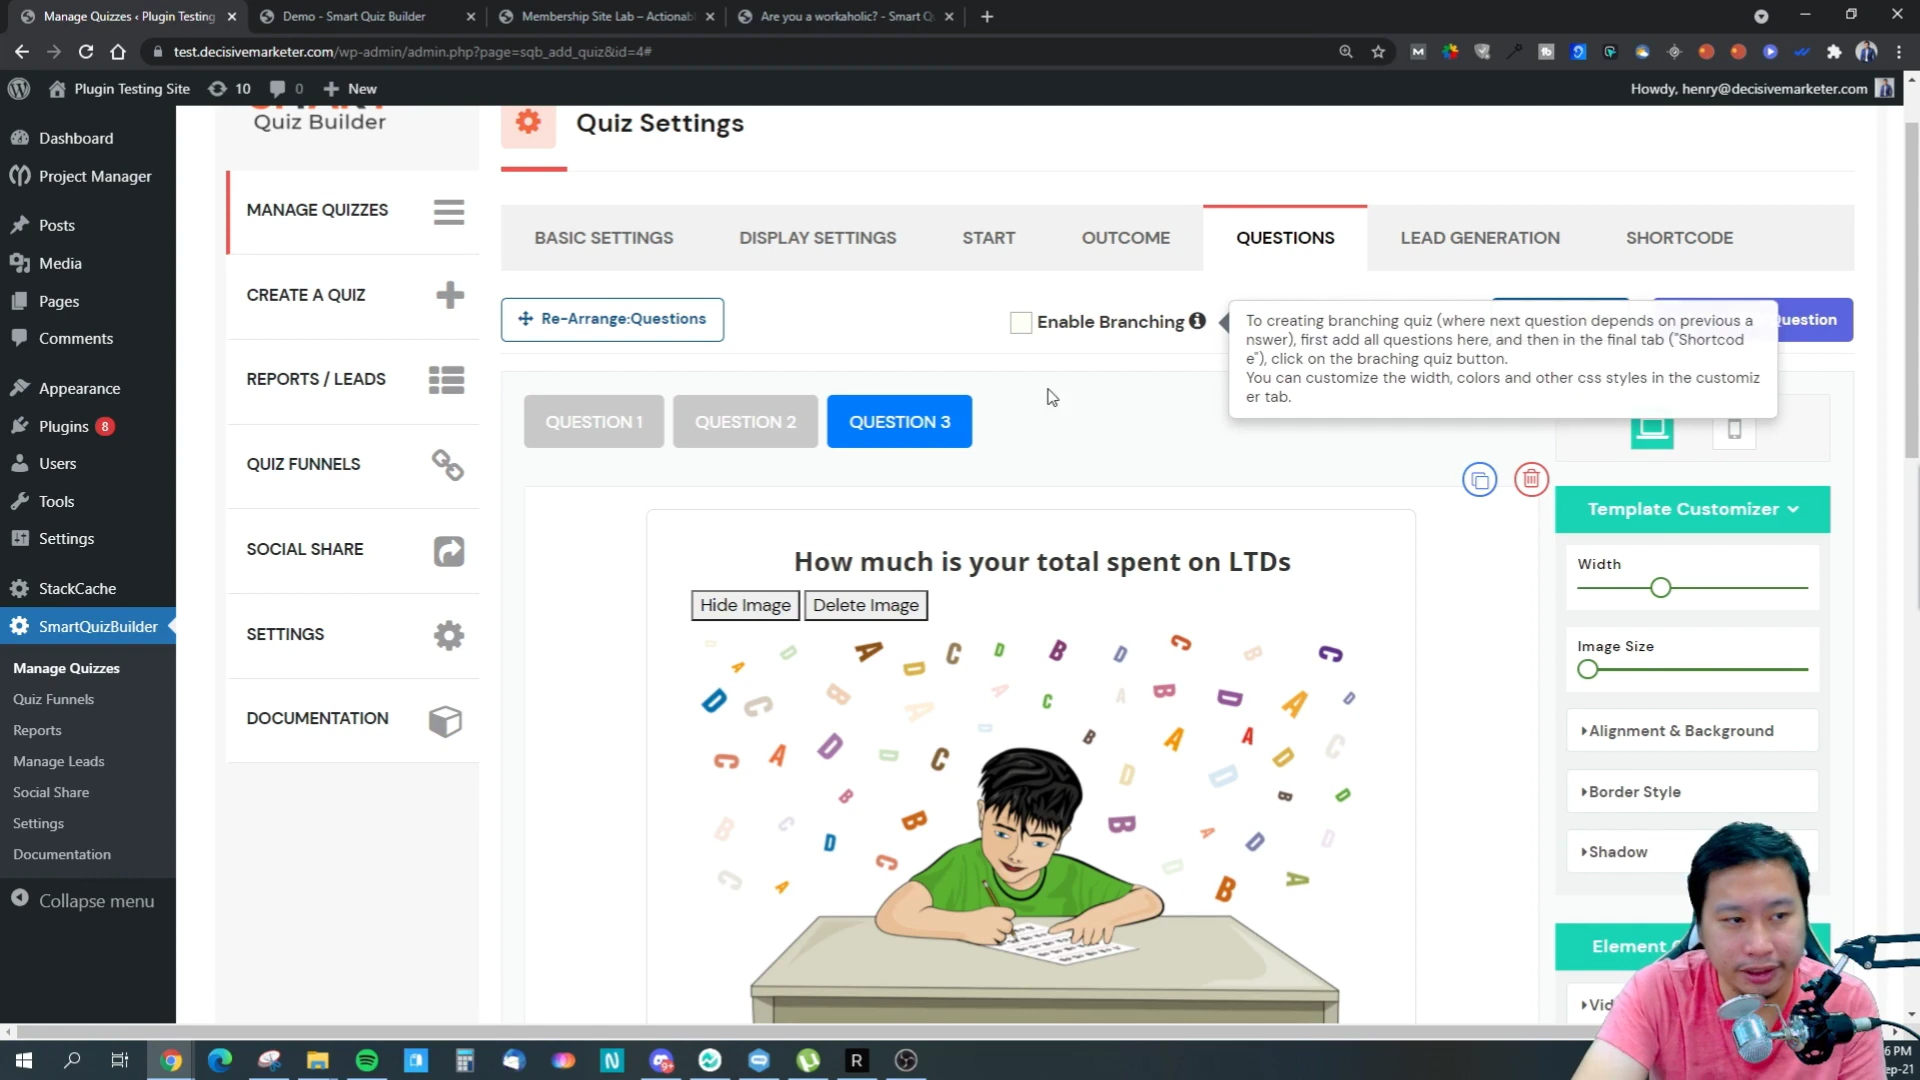 Manage Quizzes ‹ Plugin Testing
Demo - Smart Quiz Builder
Membership Site Lab – Actionabl
Are you a workaholic? - Smart Q
test.decisivemarketer.com/wp-admin/admin.php?page=sqb_add_quiz&id=4#
Plugin Testing Site
10
0
New
Howdy, henry@decisivemarketer.com
Dashboard
Project Manager
Posts
Media
Pages
Comments
Appearance
Plugins 8
Users
Tools
Settings
StackCache
SmartQuizBuilder
Manage Quizzes
Quiz Funnels
Reports
Manage Leads
Social Share
Settings
Documentation
Collapse menu
Quiz Builder
MANAGE QUIZZES
CREATE A QUIZ
REPORTS / LEADS
QUIZ FUNNELS
SOCIAL SHARE
SETTINGS
DOCUMENTATION
Quiz Settings
BASIC SETTINGS
DISPLAY SETTINGS
START
OUTCOME
QUESTIONS
LEAD GENERATION
SHORTCODE
Re-Arrange:Questions
Enable Branching
To creating branching quiz (where next question depends on previous a
nswer), first add all questions here, and then in the final tab ("Shortcod
e"), click on the braching quiz button.
You can customize the width, colors and other css styles in the customiz
er tab.
Question
QUESTION 1
QUESTION 2
QUESTION 3
How much is your total spent on LTDs
Hide Image
Delete Image
Template Customizer
Width
Image Size
Alignment & Background
Border Style
Shadow